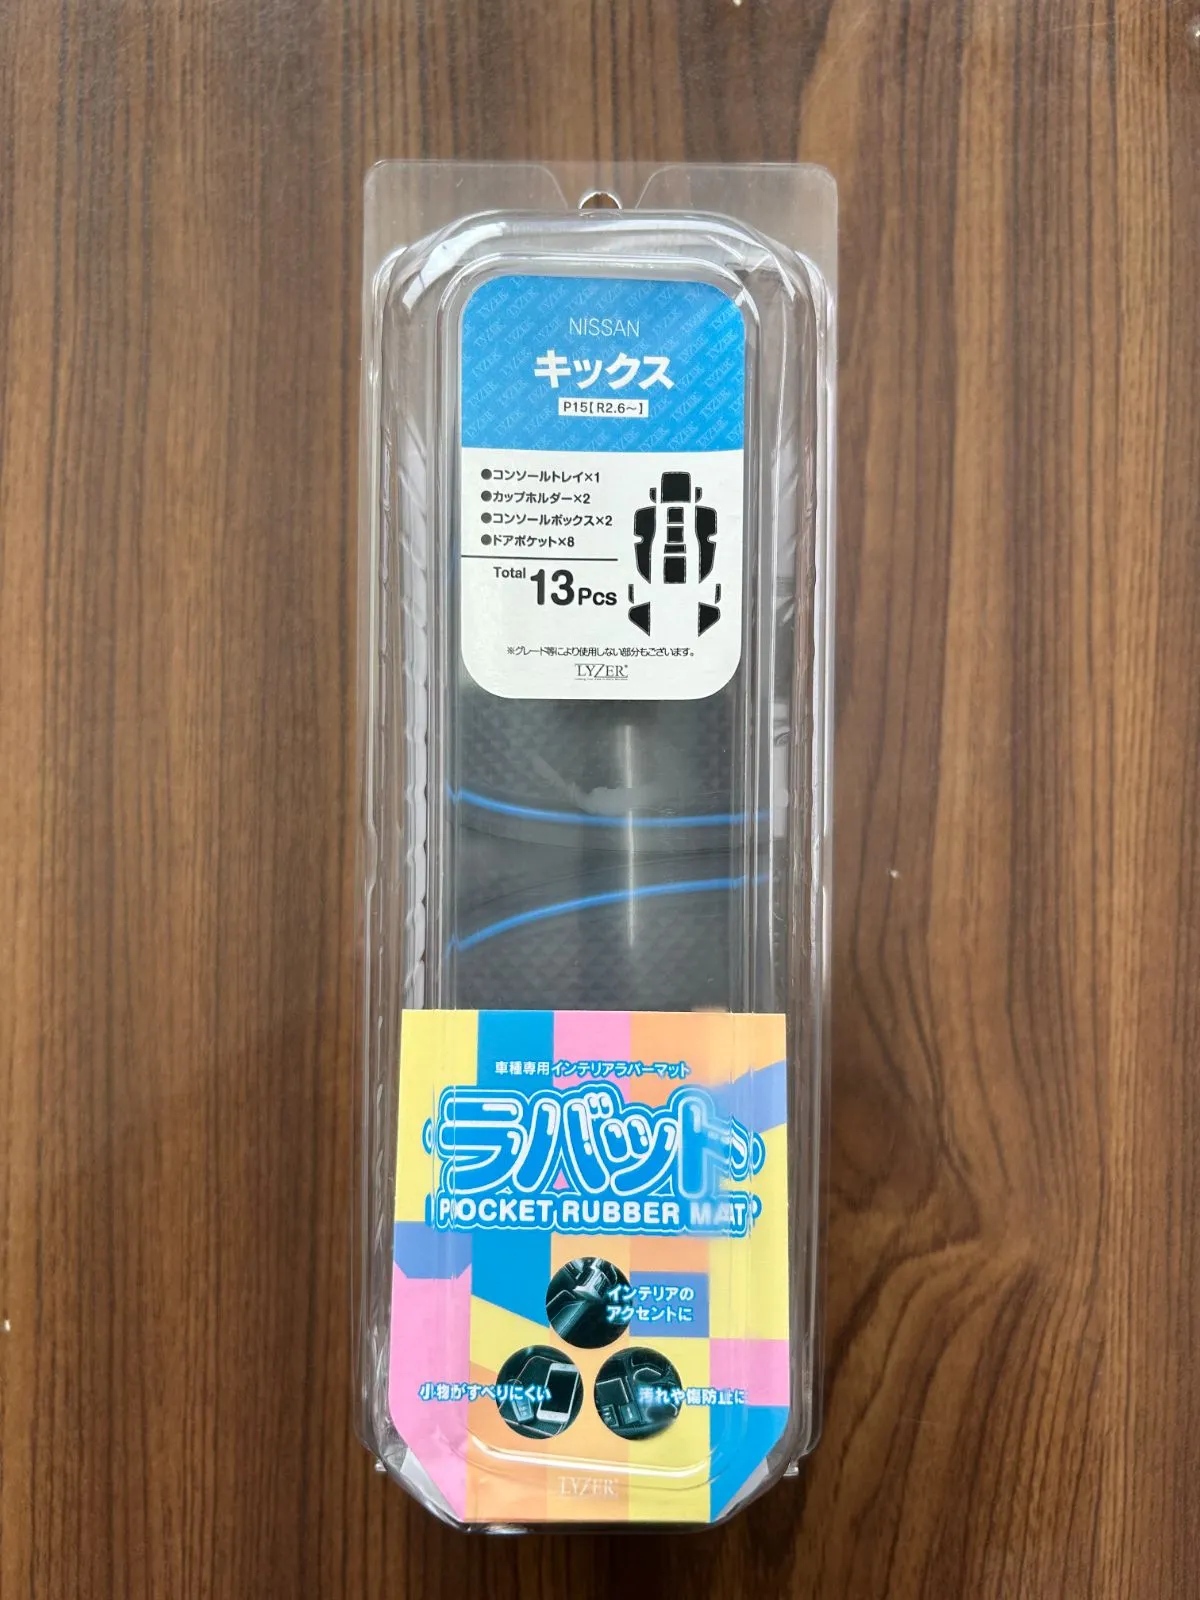 NISSAN
キックス
P15【R2.6～】
●コンソールトレイ×1
●カップホルダー×2
●コンソールボックス×2
●ドアポケット×8
Total 13Pcs
※グレード等により使用しない部分もございます。
LYZER
車種専用インテリアラバーマット
ラバット
POCKET RUBBER MAT
インテリアの
アクセントに
小物がすべりにくい
汚れや傷防止に
LYZER